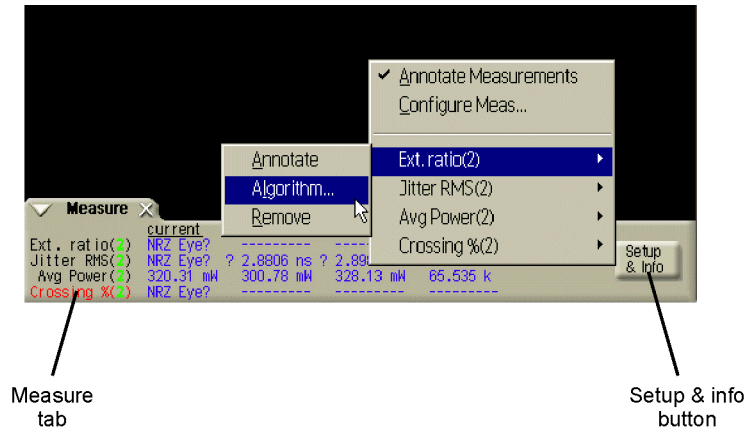 ✔ Annotate Measurements
Configure Meas...
Ext. ratio(2)
Jitter RMS(2)
Avg Power(2)
Crossing %(2)
Annotate
Algorithm...
Remove
Measure
current
Ext. ratio(2) NRZ Eye? --------- -----
Jitter RMS(2) NRZ Eye? ? 2.8806 ns ? 2.89
Avg Power(2) 320.31 mW 300.78 mW 328.13 mW 65.535 k
Crossing %(2) NRZ Eye? --------- --------- ---------
Setup
& Info
Measure
tab
Setup & info
button